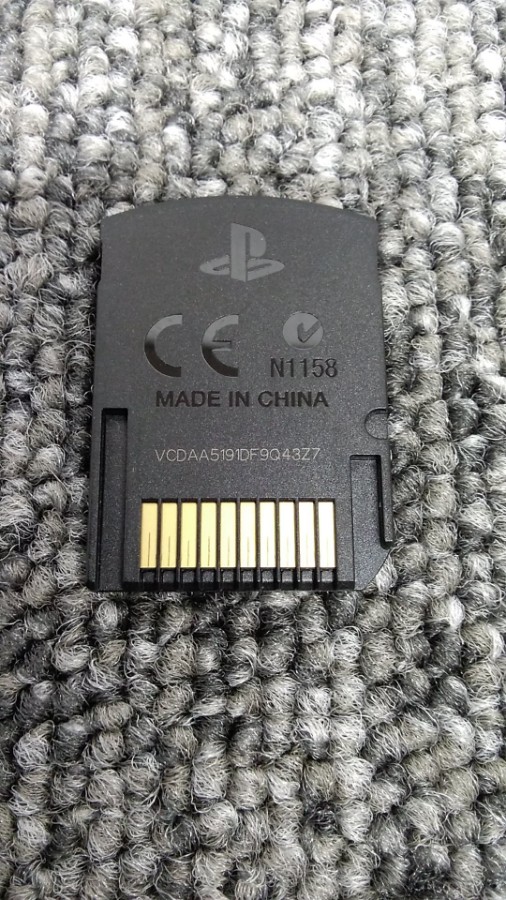 CE
N1158
MADE IN CHINA
VCDAA5191DF9Q43Z7